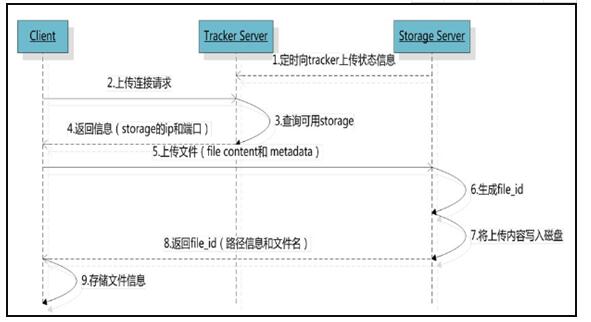 Client
Tracker Server
Storage Server
1.定时向tracker上传状态信息
2.上传连接请求
3.查询可用storage
4.返回信息（storage的ip和端口）
5.上传文件（file content和 metadata）
6.生成file_id
7.将上传内容写入磁盘
8.返回file_id（路径信息和文件名）
9.存储文件信息